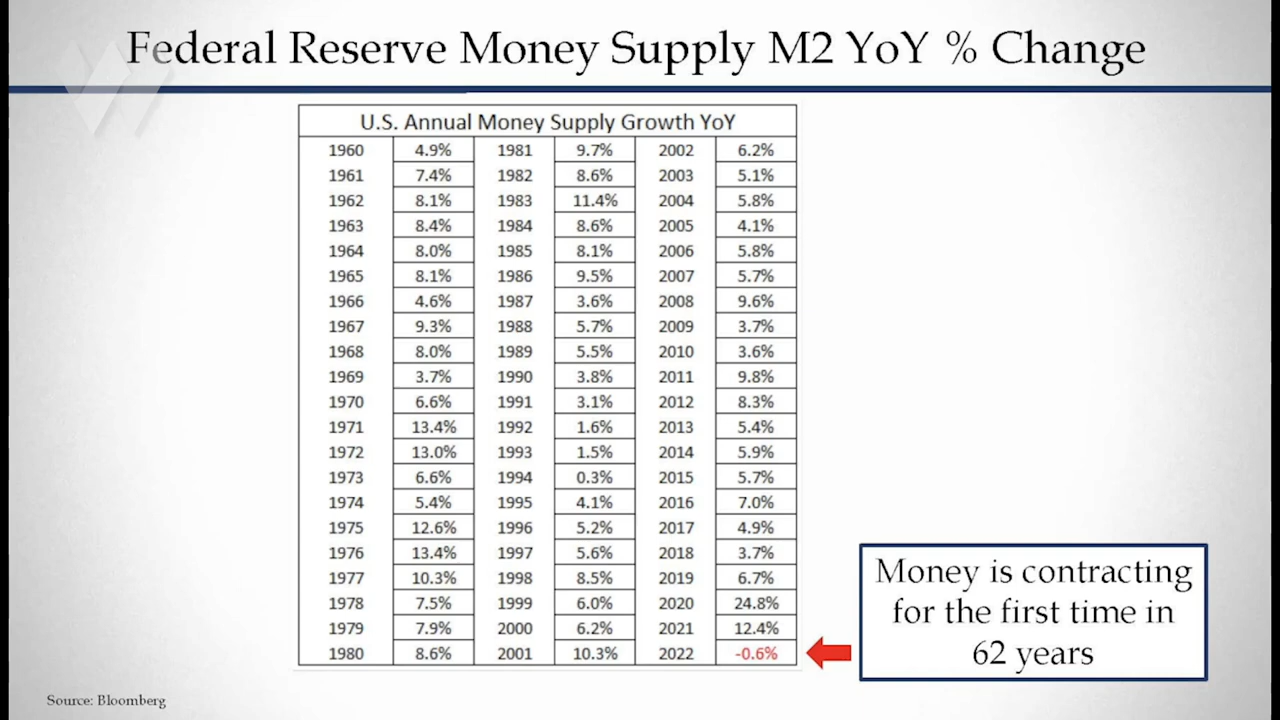 Federal Reserve Money Supply M2 YoY % Change
U.S. Annual Money Supply Growth YoY
1960 4.9% 1981 9.7% 2002 6.2%
1961 7.4% 1982 8.6% 2003 5.1%
1962 8.1% 1983 11.4% 2004 5.8%
1963 8.4% 1984 8.6% 2005 4.1%
1964 8.0% 1985 8.1% 2006 5.8%
1965 8.1% 1986 9.5% 2007 5.7%
1966 4.6% 1987 3.6% 2008 9.6%
1967 9.3% 1988 5.7% 2009 3.7%
1968 8.0% 1989 5.5% 2010 3.6%
1969 3.7% 1990 3.8% 2011 9.8%
1970 6.6% 1991 3.1% 2012 8.3%
1971 13.4% 1992 1.6% 2013 5.4%
1972 13.0% 1993 1.5% 2014 5.9%
1973 6.6% 1994 0.3% 2015 5.7%
1974 5.4% 1995 4.1% 2016 7.0%
1975 12.6% 1996 5.2% 2017 4.9%
1976 13.4% 1997 5.6% 2018 3.7%
1977 10.3% 1998 8.5% 2019 6.7%
1978 7.5% 1999 6.0% 2020 24.8%
1979 7.9% 2000 6.2% 2021 12.4%
1980 8.6% 2001 10.3% 2022 -0.6%
Money is contracting
for the first time in
62 years
Source: Bloomberg